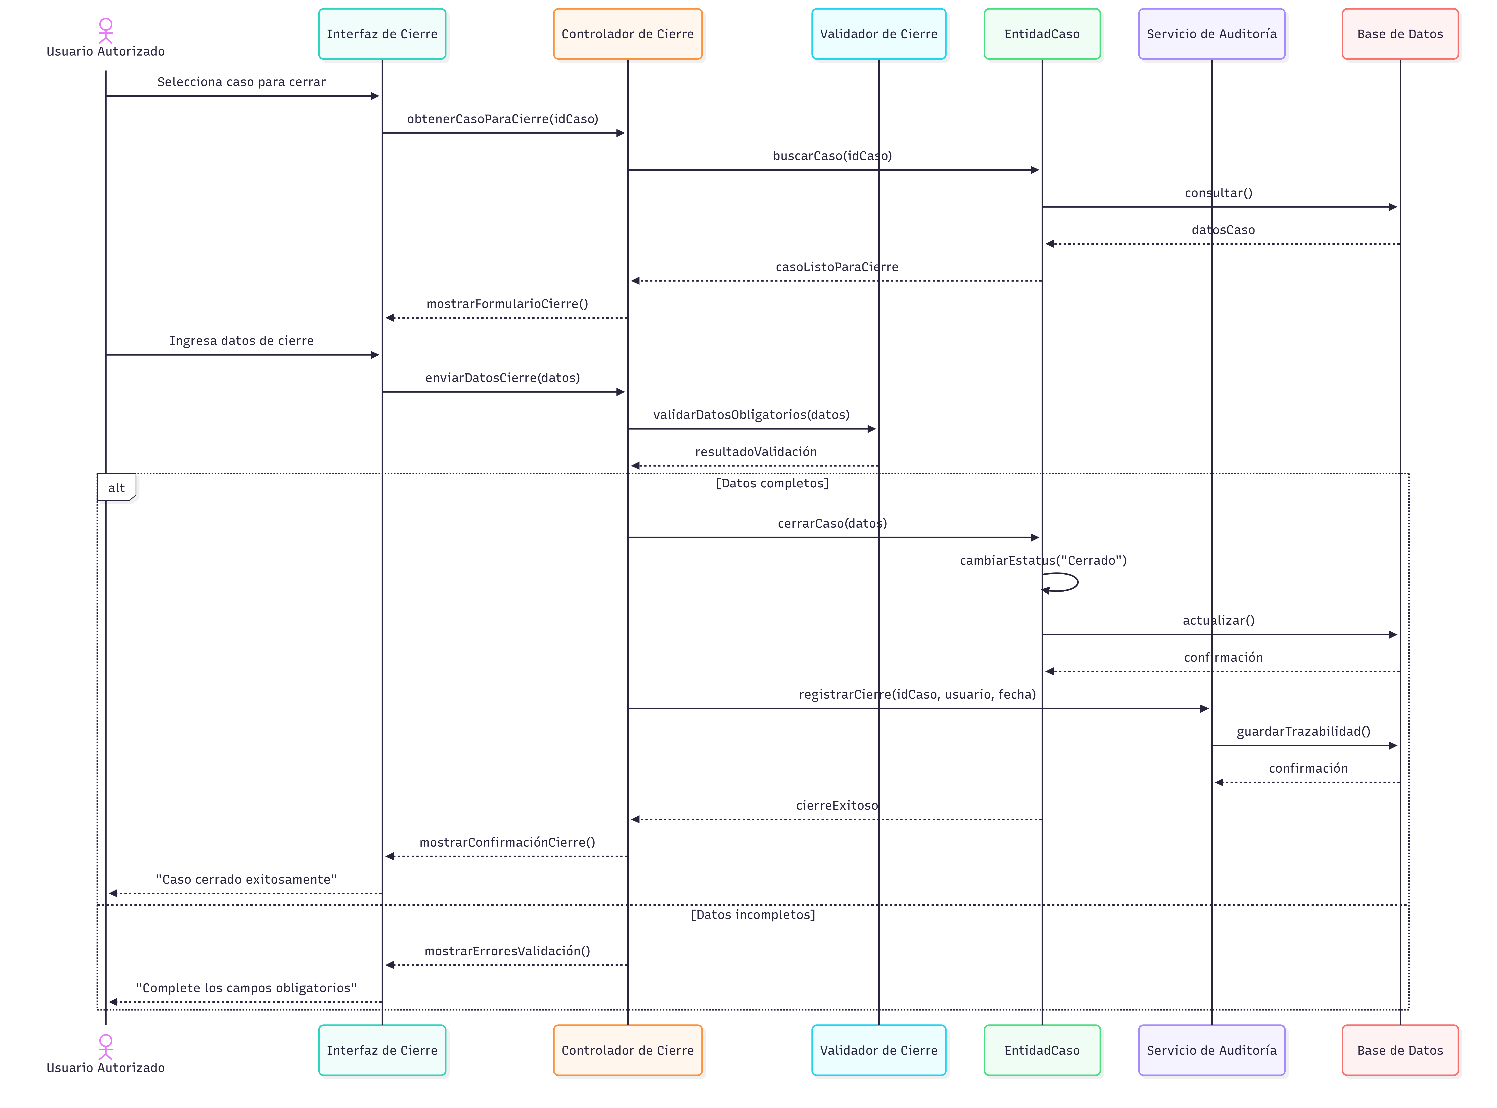 Usuario Autorizado
Interfaz de Cierre
Controlador de Cierre
Validador de Cierre
EntidadCaso
Servicio de Auditoría
Base de Datos
Selecciona caso para cerrar
obtenerCasoParaCierre(idCaso)
buscarCaso(idCaso)
consultar()
datosCaso
casoListoParaCierre
mostrarFormularioCierre()
Ingresa datos de cierre
enviarDatosCierre(datos)
validarDatosObligatorios(datos)
resultadoValidación
alt
[Datos completos]
cerrarCaso(datos)
cambiarEstatus("Cerrado")
actualizar()
confirmación
registrarCierre(idCaso, usuario, fecha)
guardarTrazabilidad()
confirmación
cierreExitoso
mostrarConfirmaciónCierre()
"Caso cerrado exitosamente"
[Datos incompletos]
mostrarErroresValidación()
"Complete los campos obligatorios"
Usuario Autorizado
Interfaz de Cierre
Controlador de Cierre
Validador de Cierre
EntidadCaso
Servicio de Auditoría
Base de Datos